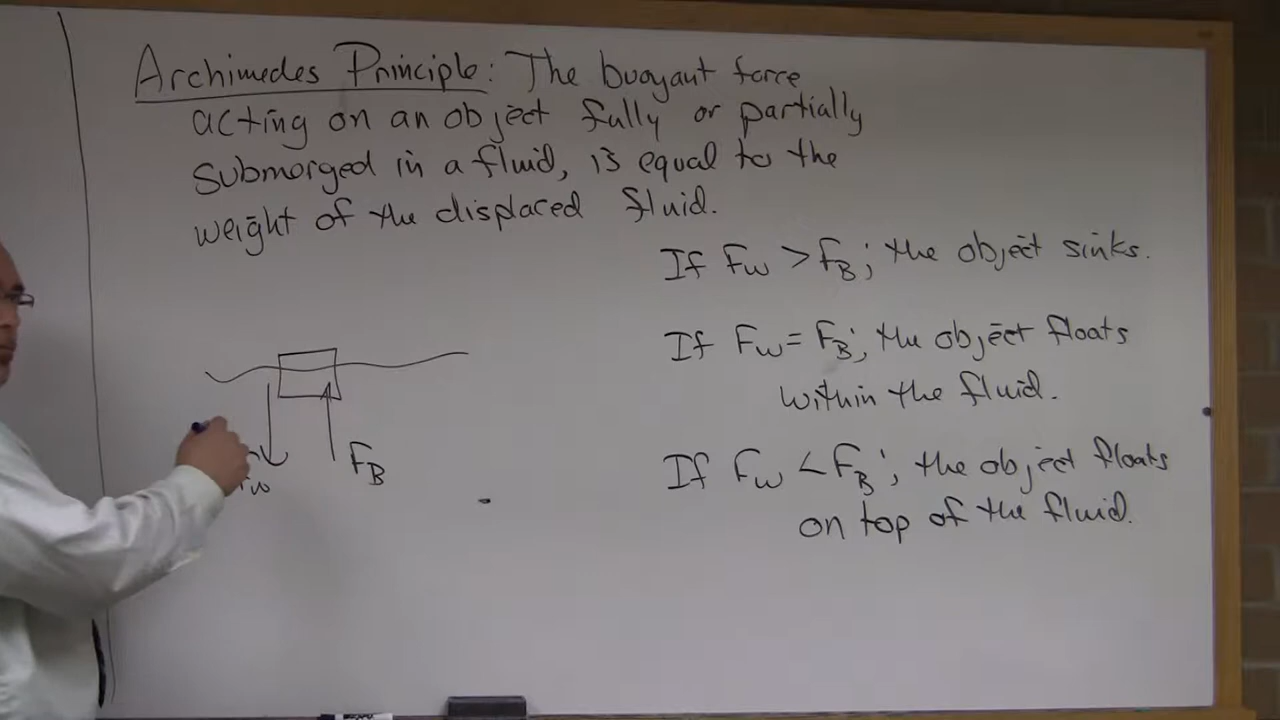 Archimedes Principle: The buoyant force
acting on an object fully or partially
submorged in a fluid, is equal to the
weight of the displaced fluid.
If Fw > FB; the object sinks.
If Fw = FB; the object floats
within the fluid.
If Fw < FB; the object floats
on top of the fluid.
FB